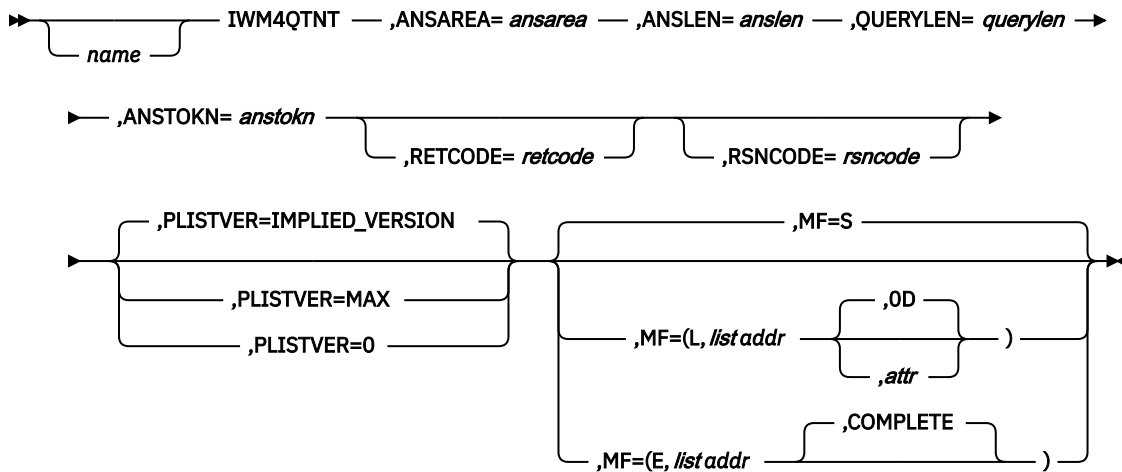 IWM4QTNT ,ANSAREA= ansarea ,ANSLEN= anslen ,QUERYLEN= querylen
name
,ANSTOKN= anstokn
,RETCODE= retcode ,RSNCODE= rsncode
,PLISTVER=IMPLIED_VERSION ,MF=S
,PLISTVER=MAX
,0D
,PLISTVER=0 ,MF=(L, list addr )
,attr
,COMPLETE
,MF=(E, list addr )